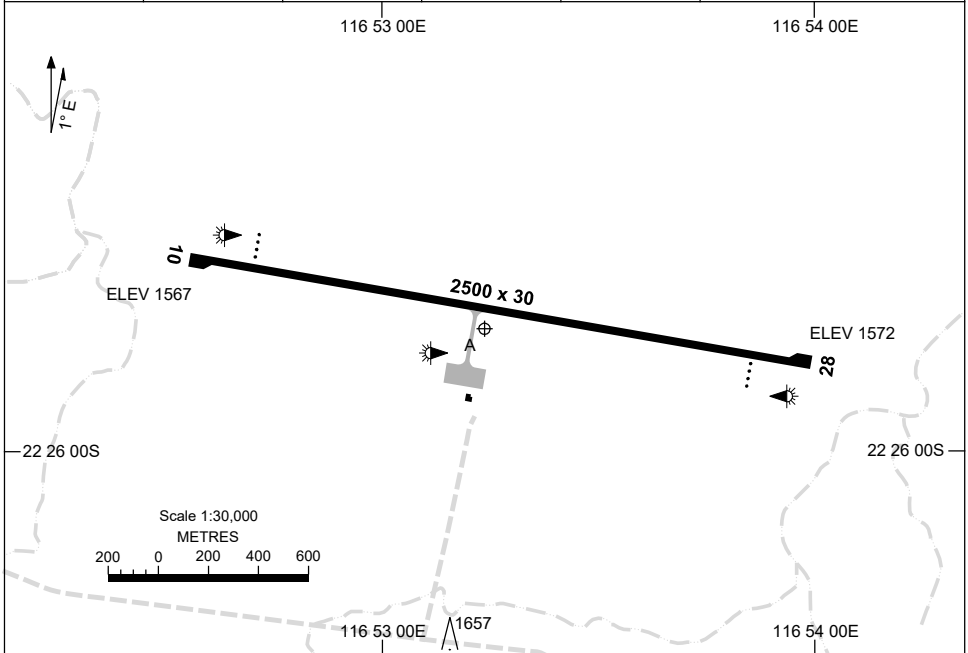 116 53 00E
116 54 00E
1° E
10
ELEV 1567
2500 x 30
ELEV 1572
28
A
22 26 00S
22 26 00S
Scale 1:30,000
METRES
200 0 200 400 600
116 53 00E
1657
116 54 00E